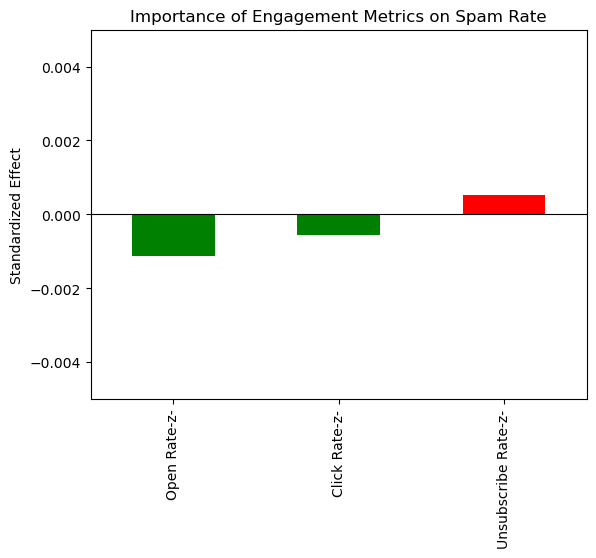 Importance of Engagement Metrics on Spam Rate
Standardized Effect
0.004
0.002
0.000
−0.002
−0.004
Open Rate-z-
Click Rate-z-
Unsubscribe Rate-z-